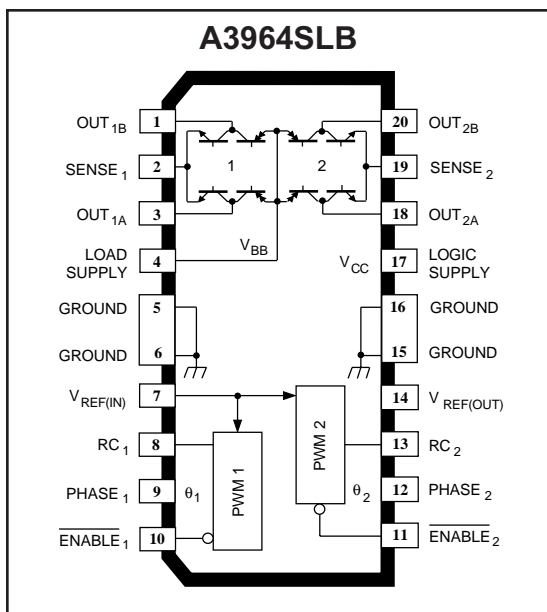 A3964SLB
OUT1B 1
SENSE1 2
OUT1A 3
LOAD
SUPPLY 4
GROUND 5
GROUND 6
VREF(IN) 7
RC1 8
PHASE1 9 θ1
ENABLE1 10
1 2
VBB
VCC
PWM 1
PWM 2
θ2
20 OUT2B
19 SENSE2
18 OUT2A
17 LOGIC
SUPPLY
16 GROUND
15 GROUND
14 VREF(OUT)
13 RC2
12 PHASE2
11 ENABLE2